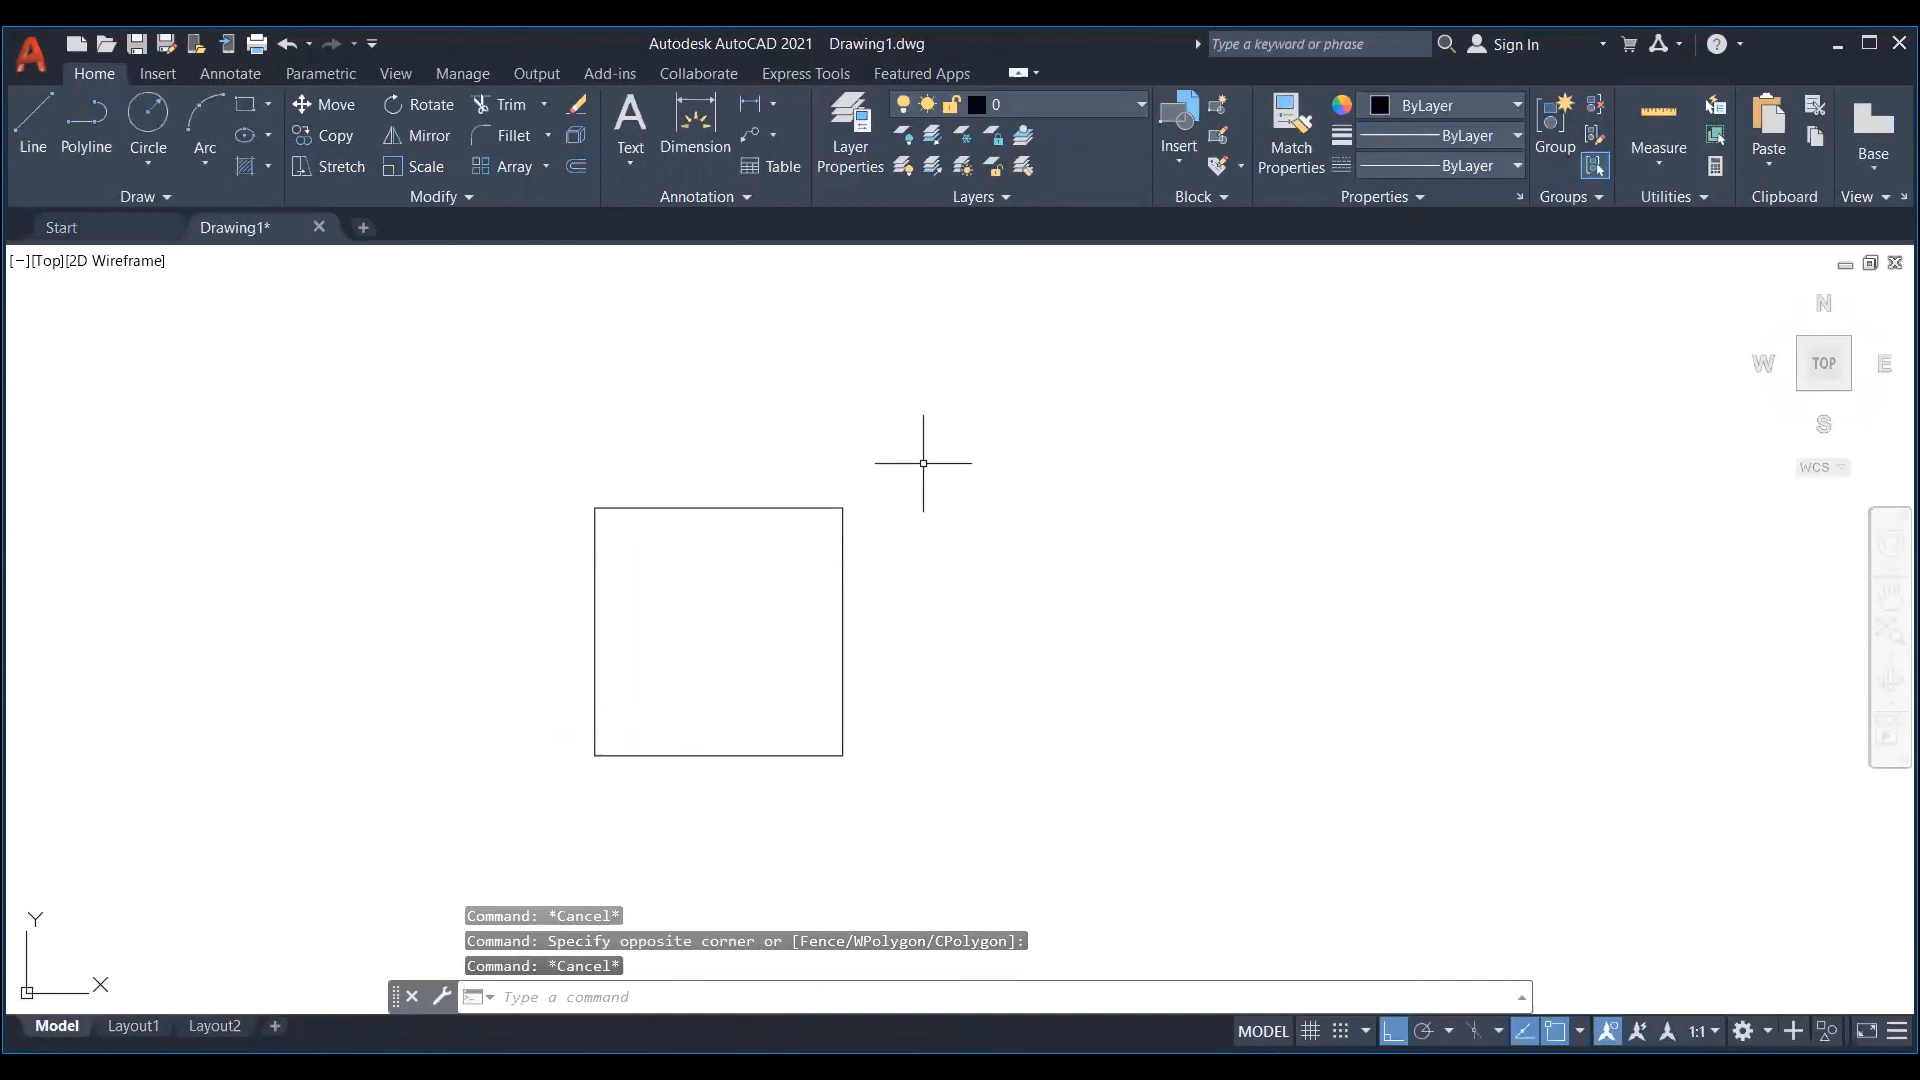 Autodesk AutoCAD 2021 Drawing1.dwg
Type a keyword or phrase
Sign In
Home Insert Annotate Parametric View Manage Output Add-ins Collaborate Express Tools Featured Apps
Line Polyline Circle Arc
Move Rotate Trim
Copy Mirror Fillet
Stretch Scale Array
Text Dimension Table
Layer Properties
0
Insert
Match Properties
ByLayer
ByLayer
ByLayer
Group
Measure
Paste
Base
Draw Modify Annotation Layers Block Properties Groups Utilities Clipboard View
Start Drawing1*
[−][Top][2D Wireframe]
N
W TOP E
S
WCS
Command: *Cancel*
Command: Specify opposite corner or [Fence/WPolygon/CPolygon]:
Command: *Cancel*
Type a command
Y
X
Model Layout1 Layout2
MODEL 1:1